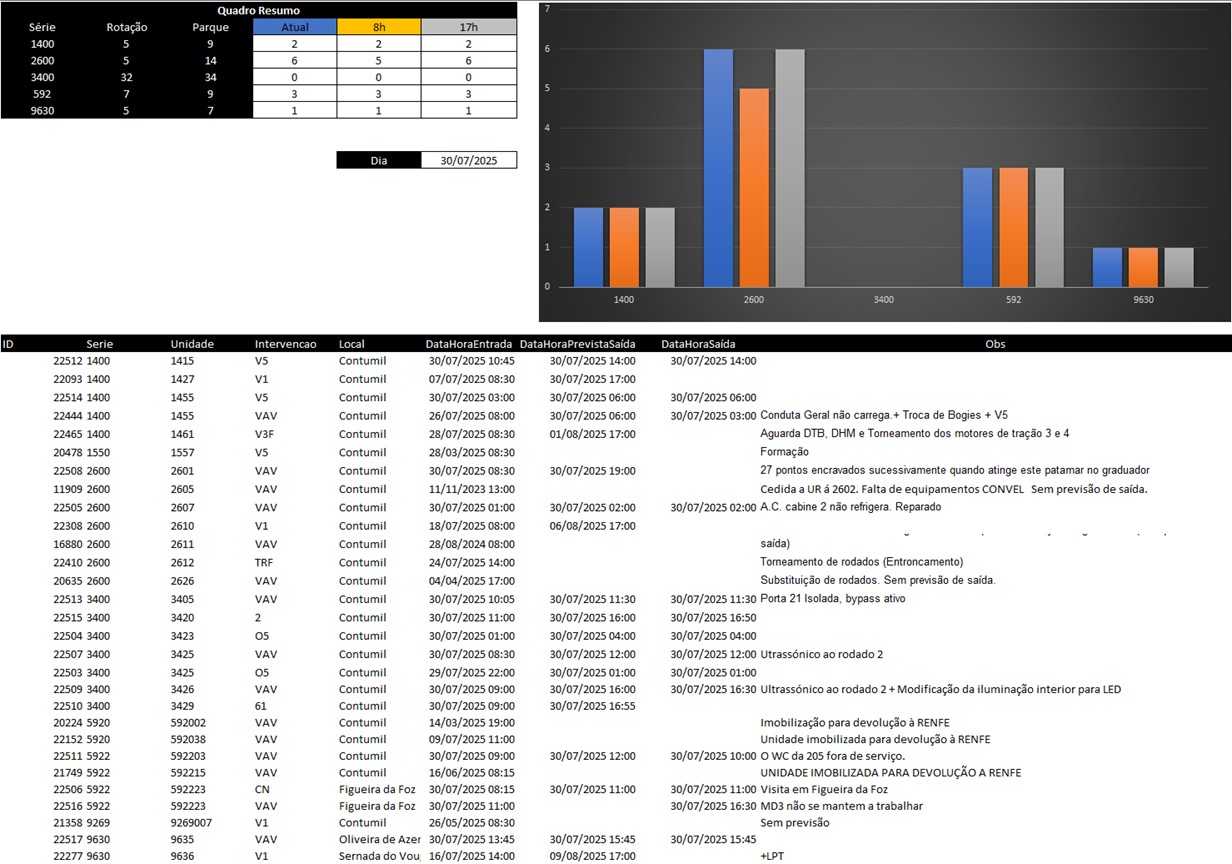 Quadro Resumo
Série Rotação Parque Atual 8h 17h
1400 5 9 2 2 2
2600 5 14 6 5 6
3400 32 34 0 0 0
592 7 9 3 3 3
9630 5 7 1 1 1
Dia 30/07/2025
7
6
5
4
3
2
1
0
1400 2600 3400 592 9630
ID Serie Unidade Intervencao Local DataHoraEntrada DataHoraPrevistaSaída DataHoraSaída Obs
22512 1400 1415 V5 Contumil 30/07/2025 10:45 30/07/2025 14:00 30/07/2025 14:00
22093 1400 1427 V1 Contumil 07/07/2025 08:30 30/07/2025 17:00
22514 1400 1455 V5 Contumil 30/07/2025 03:00 30/07/2025 06:00 30/07/2025 06:00
22444 1400 1455 VAV Contumil 26/07/2025 08:00 30/07/2025 06:00 30/07/2025 03:00 Conduta Geral não carrega.+ Troca de Bogies + V5
22465 1400 1461 V3F Contumil 28/07/2025 08:30 01/08/2025 17:00 Aguarda DTB, DHM e Torneamento dos motores de tração 3 e 4
20478 1550 1557 V5 Contumil 28/03/2025 08:30 Formação
22508 2600 2601 VAV Contumil 30/07/2025 08:30 30/07/2025 19:00 27 pontos encravados sucessivamente quando atinge este patamar no graduador
11909 2600 2605 VAV Contumil 11/11/2023 13:00 Cedida a UR á 2602. Falta de equipamentos CONVEL Sem previsão de saída.
22505 2600 2607 VAV Contumil 30/07/2025 01:00 30/07/2025 02:00 30/07/2025 02:00 A.C. cabine 2 não refrigera. Reparado
22308 2600 2610 V1 Contumil 18/07/2025 08:00 06/08/2025 17:00
16880 2600 2611 VAV Contumil 28/08/2024 08:00 saída)
22410 2600 2612 TRF Contumil 24/07/2025 14:00 Torneamento de rodados (Entroncamento)
20635 2600 2626 VAV Contumil 04/04/2025 17:00 Substituição de rodados. Sem previsão de saída.
22513 3400 3405 VAV Contumil 30/07/2025 10:05 30/07/2025 11:30 30/07/2025 11:30 Porta 21 Isolada, bypass ativo
22515 3400 3420 2 Contumil 30/07/2025 11:00 30/07/2025 16:00 30/07/2025 16:50
22504 3400 3423 O5 Contumil 30/07/2025 01:00 30/07/2025 04:00 30/07/2025 04:00
22507 3400 3425 VAV Contumil 30/07/2025 08:30 30/07/2025 12:00 30/07/2025 12:00 Utrassónico ao rodado 2
22503 3400 3425 O5 Contumil 29/07/2025 22:00 30/07/2025 01:00 30/07/2025 01:00
22509 3400 3426 VAV Contumil 30/07/2025 09:00 30/07/2025 16:00 30/07/2025 16:30 Ultrassónico ao rodado 2 + Modificação da iluminação interior para LED
22510 3400 3429 61 Contumil 30/07/2025 09:00 30/07/2025 16:55
20224 5920 592002 VAV Contumil 14/03/2025 19:00 Imobilização para devolução à RENFE
22152 5920 592038 VAV Contumil 09/07/2025 11:00 Unidade imobilizada para devolução à RENFE
22511 5922 592203 VAV Contumil 30/07/2025 09:00 30/07/2025 12:00 30/07/2025 10:00 O WC da 205 fora de serviço.
21749 5922 592215 VAV Contumil 16/06/2025 08:15 UNIDADE IMOBILIZADA PARA DEVOLUÇÃO A RENFE
22506 5922 592223 CN Figueira da Foz 30/07/2025 08:15 30/07/2025 11:00 30/07/2025 11:00 Visita em Figueira da Foz
22516 5922 592223 VAV Figueira da Foz 30/07/2025 11:00 30/07/2025 16:30 MD3 não se mantem a trabalhar
21358 9269 9269007 V1 Contumil 26/05/2025 08:30 Sem previsão
22517 9630 9635 VAV Oliveira de Azer 30/07/2025 13:45 30/07/2025 15:45 30/07/2025 15:45
22277 9630 9636 V1 Sernada do Vou 16/07/2025 14:00 09/08/2025 17:00 +LPT